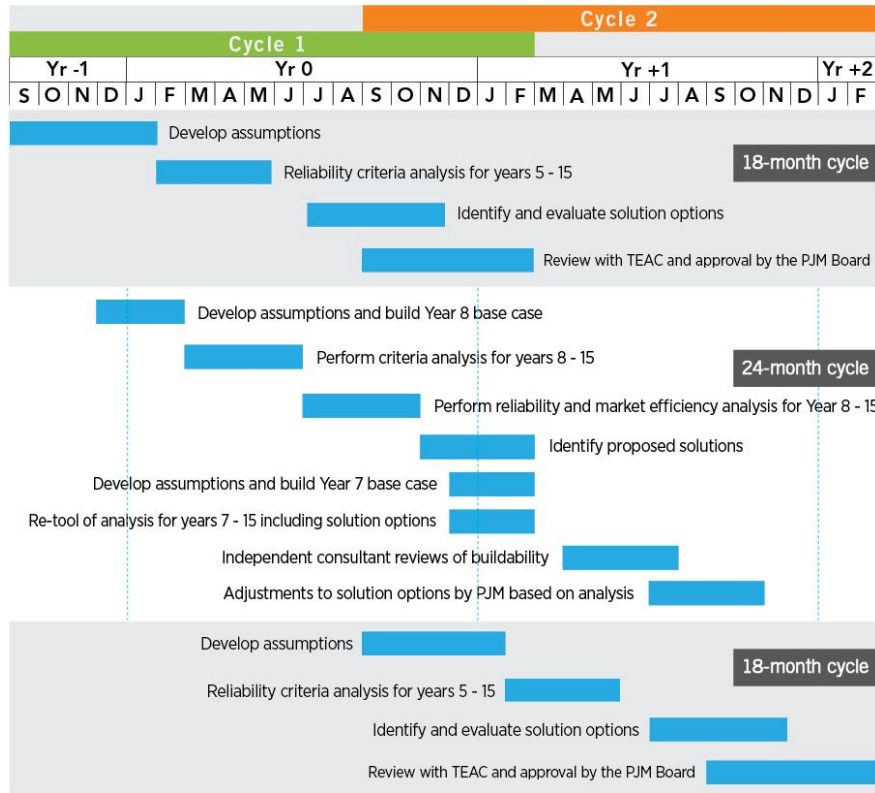 Cycle 2
Cycle 1
Yr -1 Yr 0 Yr +1 Yr +2
S O N D J F M A M J J A S O N D J F M A M J J A S O N D J F
Develop assumptions
18-month cycle
Reliability criteria analysis for years 5 - 15
Identify and evaluate solution options
Review with TEAC and approval by the PJM Board
Develop assumptions and build Year 8 base case
Perform criteria analysis for years 8 - 15
24-month cycle
Perform reliability and market efficiency analysis for Year 8 - 15
Identify proposed solutions
Develop assumptions and build Year 7 base case
Re-tool of analysis for years 7 - 15 including solution options
Independent consultant reviews of buildability
Adjustments to solution options by PJM based on analysis
Develop assumptions
18-month cycle
Reliability criteria analysis for years 5 - 15
Identify and evaluate solution options
Review with TEAC and approval by the PJM Board